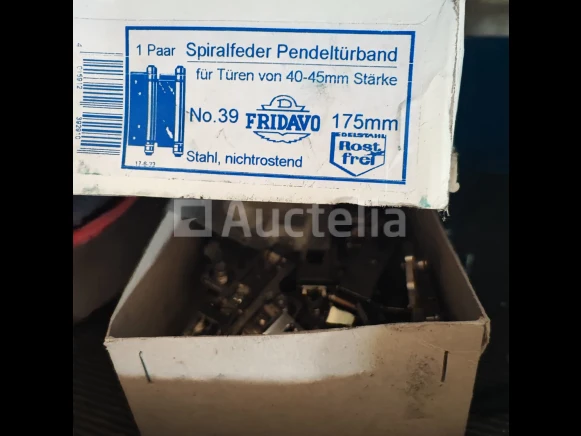 1 Paar Spiralfeder Pendeltürband
für Türen von 40-45mm Stärke
No.39 D FRIDAVO 175mm
EDELSTAHL
Rost
frei
Stahl, nichtrostend
Auctelia